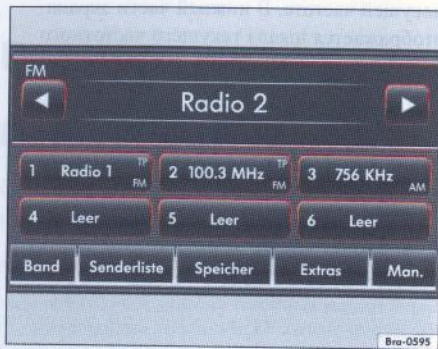 FM
Radio 2
1 Radio 1 TP FM 2 100.3 MHz TP FM 3 756 KHz AM
4 Leer 5 Leer 6 Leer
Band Senderliste Speicher Extras Man.
Bra-0595